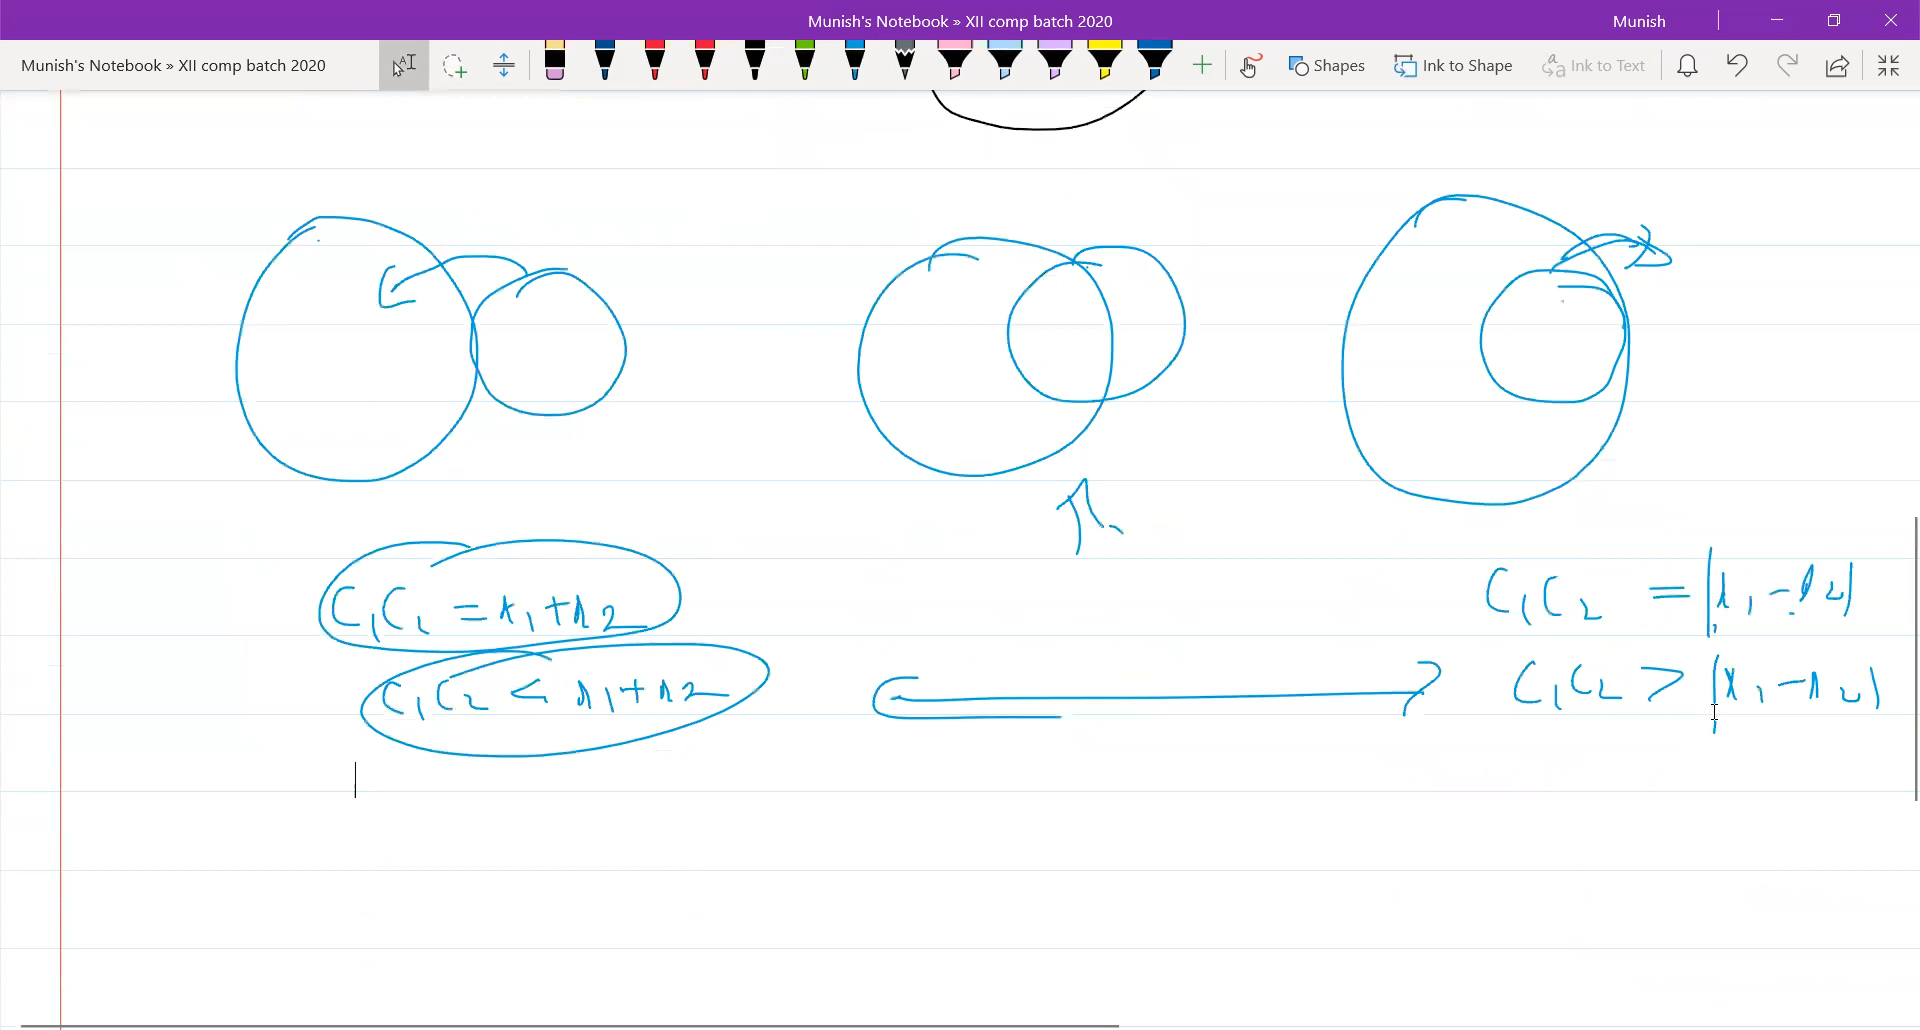 Munish's Notebook » XII comp batch 2020
Munish
Munish's Notebook » XII comp batch 2020
Shapes
Ink to Shape
Ink to Text
C₁C₂ = r₁+r₂
C₁C₂ = |r₁-r₂|
C₁C₂ < r₁+r₂
C₁C₂ > |r₁-r₂|